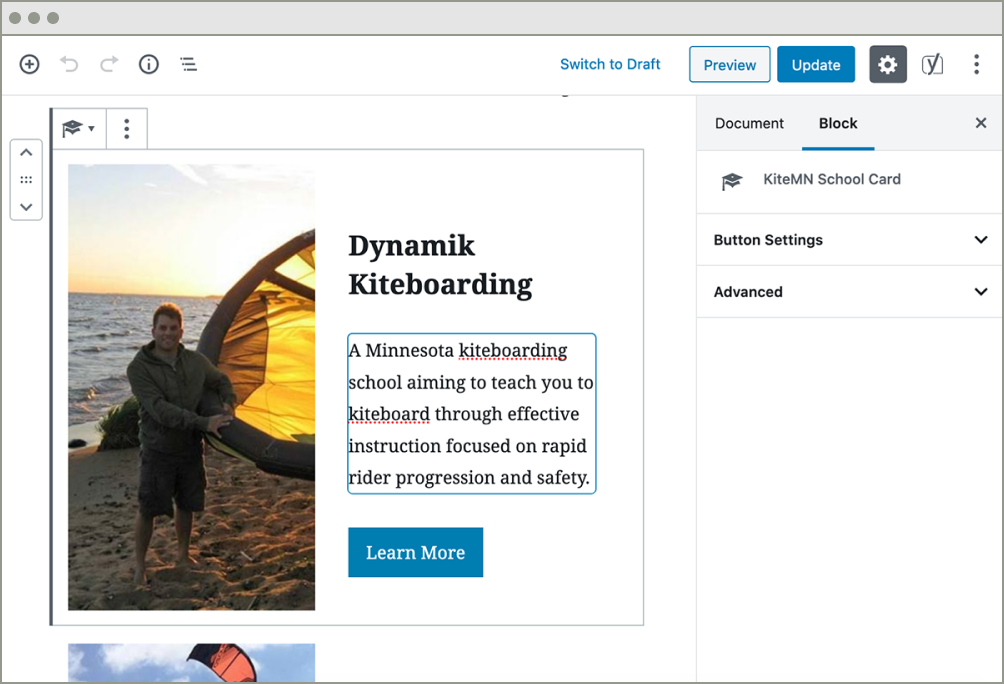 Switch to Draft
Preview
Update
Document
Block
KiteMN School Card
Button Settings
Advanced
Dynamik
Kiteboarding
A Minnesota kiteboarding
school aiming to teach you to
kiteboard through effective
instruction focused on rapid
rider progression and safety.
Learn More